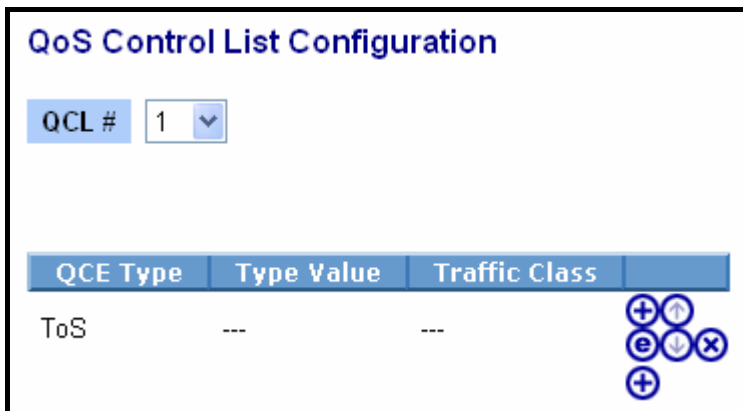 QoS Control List Configuration
QCL # 1
QCE Type Type Value Traffic Class
ToS --- ---
e